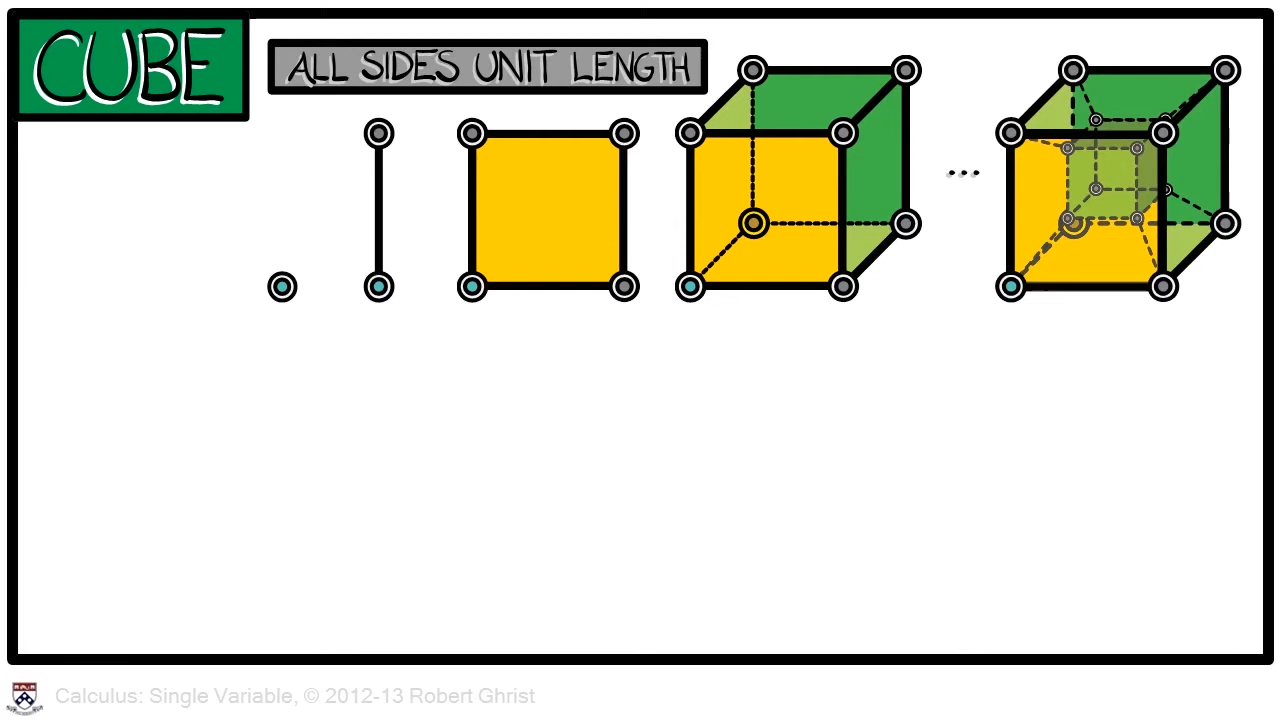 CUBE
ALL SIDES UNIT LENGTH
...
Calculus: Single Variable, © 2012-13 Robert Ghrist